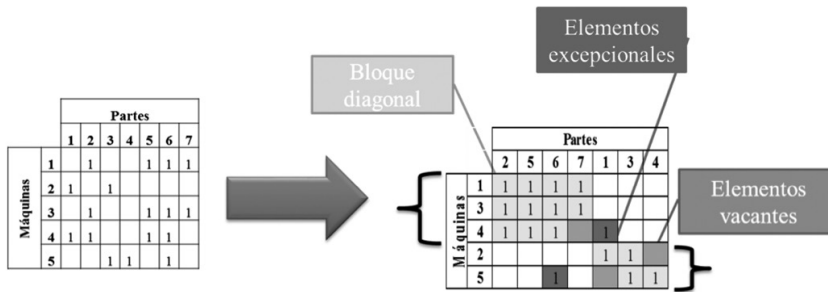 Elementos
excepcionales
Bloque
diagonal
Elementos
vacantes
Partes
1 2 3 4 5 6 7
Máquinas
1 1 1 1 1
2 1 1
3 1 1 1 1
4 1 1 1 1
5 1 1 1
Partes
2 5 6 7 1 3 4
Máquinas
1 1 1 1 1
3 1 1 1 1
4 1 1 1 1
2 1 1
5 1 1 1